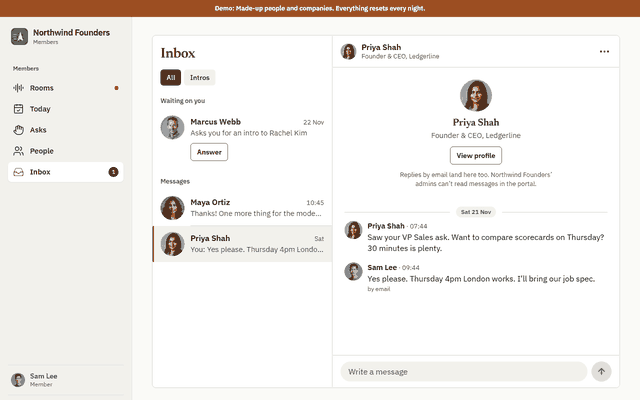 Demo: Made-up people and companies. Everything resets every night.
Northwind Founders
Members
Members
Rooms
Today
Asks
People
Inbox
1
Sam Lee
Member
Inbox
All
Intros
Waiting on you
Marcus Webb
22 Nov
Asks you for an intro to Rachel Kim
Answer
Messages
Maya Ortiz
10:45
Thanks! One more thing for the mode...
Priya Shah
Sat
You: Yes please. Thursday 4pm Londo...
Priya Shah
Founder & CEO, Ledgerline
Priya Shah
Founder & CEO, Ledgerline
View profile
Replies by email land here too. Northwind Founders'
admins can't read messages in the portal.
Sat 21 Nov
Priya Shah · 07:44
Saw your VP Sales ask. Want to compare scorecards on Thursday?
30 minutes is plenty.
Sam Lee · 09:44
Yes please. Thursday 4pm London works. I'll bring our job spec.
by email
Write a message